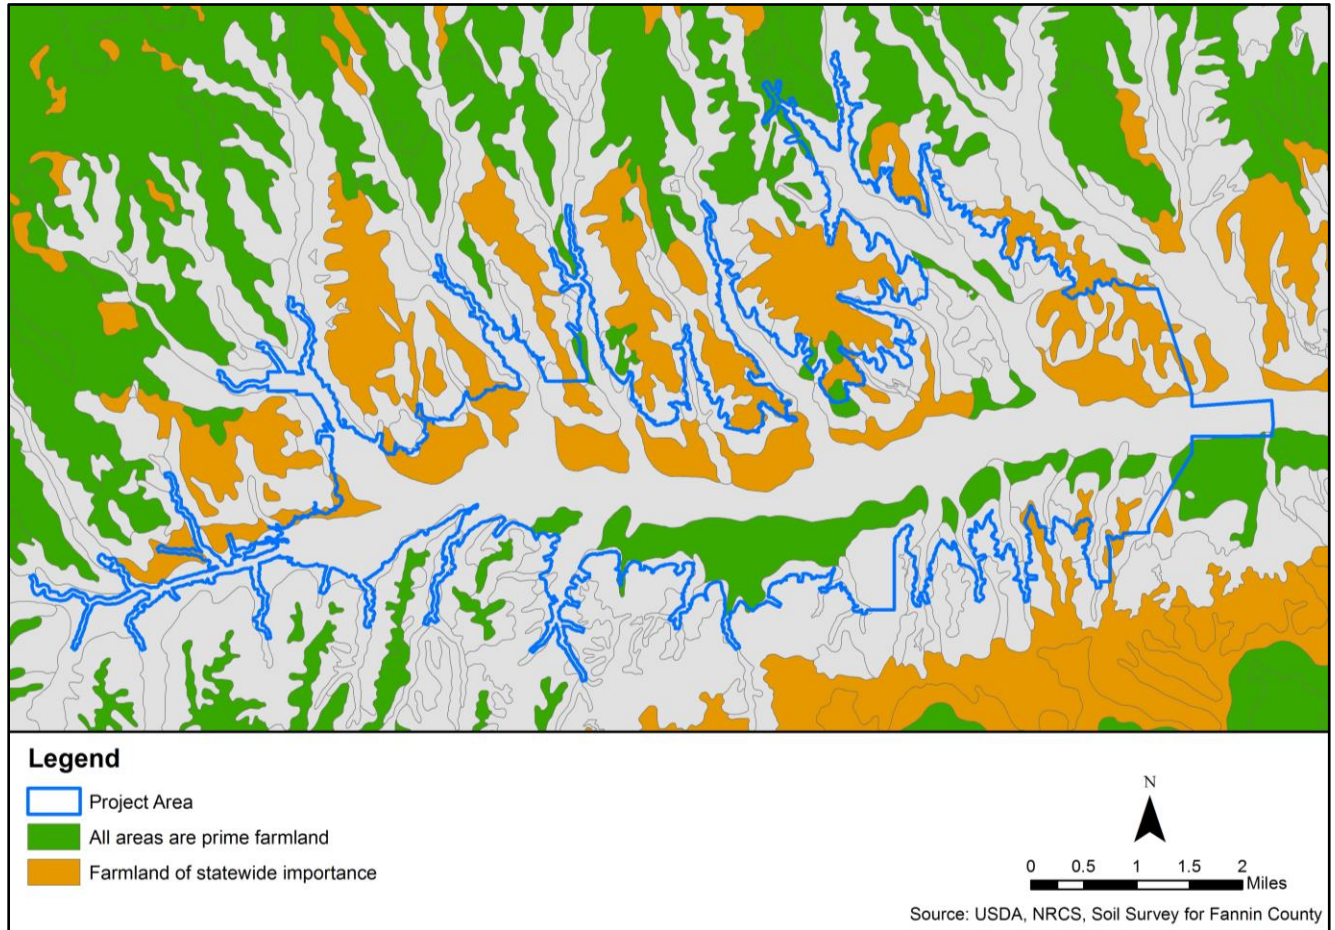 Legend
Project Area
All areas are prime farmland
Farmland of statewide importance
N
0 0.5 1 1.5 2
Miles
Source: USDA, NRCS, Soil Survey for Fannin County